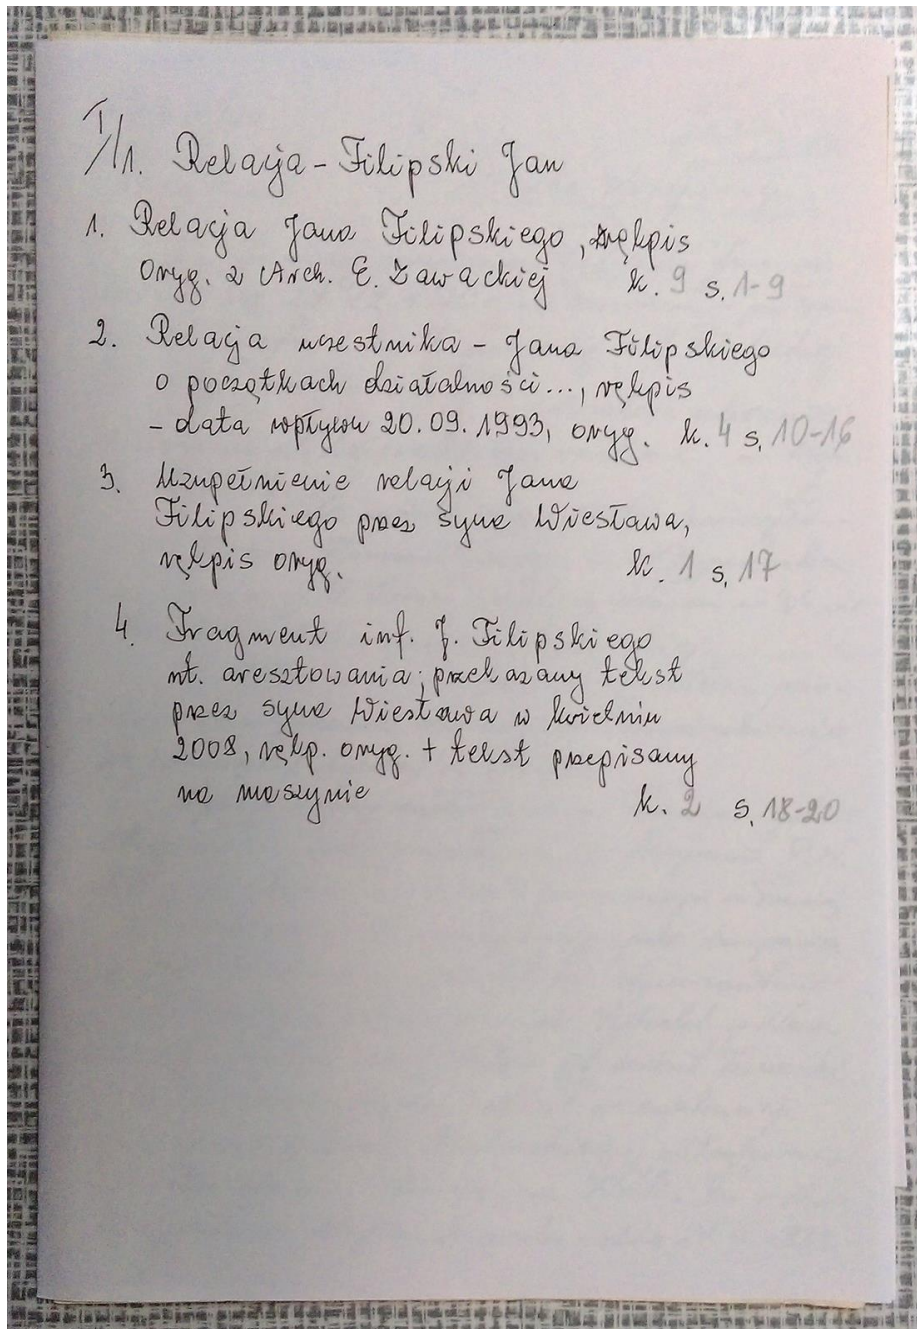 I/1. Relacja - Filipski Jan
1. Relacja Jana Filipskiego, rękpis
oryg. z Arch. E. Zawackiej k. 9 s. 1-9
2. Relacja uczestnika - Jana Filipskiego
o początkach działalności..., rękpis
- data wpływu 20.09.1993, oryg. k. 4 s. 10-16
3. Uzupełnienie relacji Jana
Filipskiego przez syna Wiesława,
rękpis oryg. k. 1 s. 17
4. Fragment inf. J. Filipskiego
nt. aresztowania; przekazany tekst
przez syna Wiesława w kwietniu
2008, rękp. oryg. + tekst przepisany
na maszynie k. 2 s. 18-20